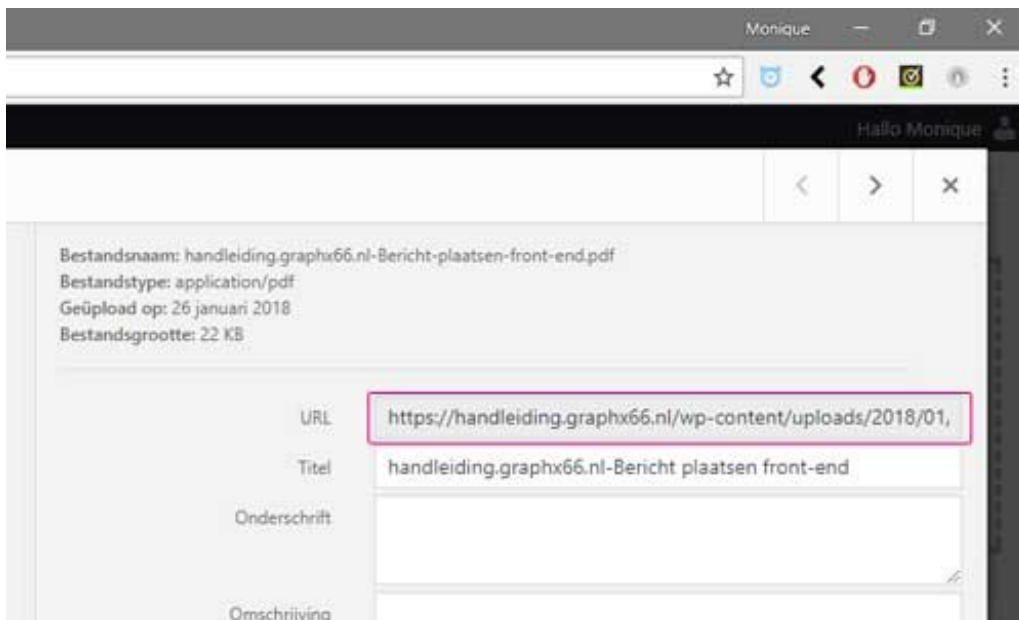 Monique
Hallo Monique
Bestandsnaam: handleiding.graphx66.nl-Bericht-plaatsen-front-end.pdf
Bestandstype: application/pdf
Geüpload op: 26 januari 2018
Bestandsgrootte: 22 KB
URL https://handleiding.graphx66.nl/wp-content/uploads/2018/01,
Titel handleiding.graphx66.nl-Bericht plaatsen front-end
Onderschrift
Omschrijving